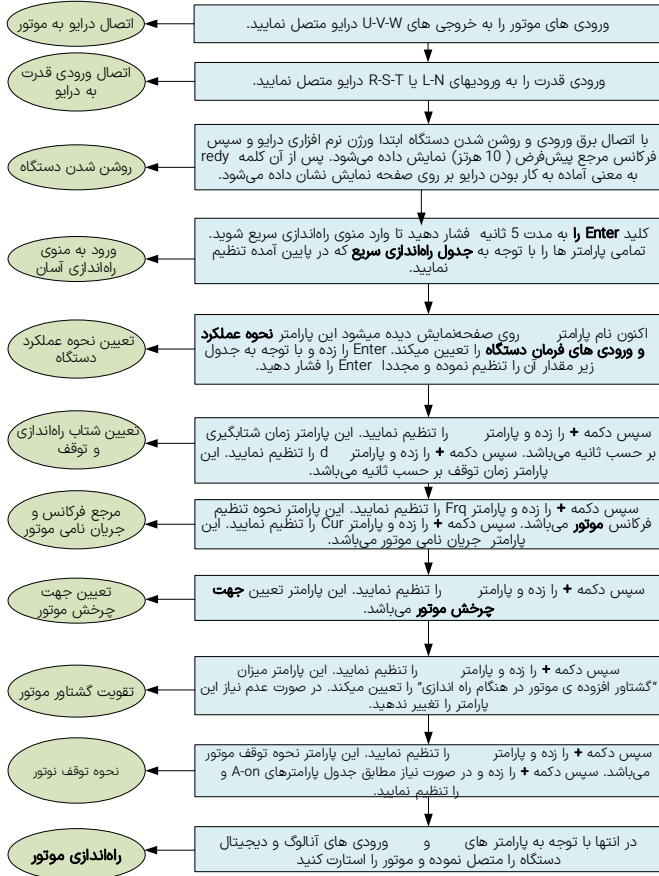 ورودی های موتور را به خروجی های U-V-W درایو متصل نمایید.
اتصال درایو به موتور
ورودی قدرت را به ورودیهای L-N یا R-S-T درایو متصل نمایید.
اتصال ورودی قدرت
به درایو
با اتصال برق ورودی و روشن شدن دستگاه ابتدا ورژن نرم افزاری درایو و سپس
فرکانس مرجع پیش‌فرض ( 10 هرتز) نمایش داده می‌شود. پس از آن کلمه redy
به معنی آماده به کار بودن درایو بر روی صفحه نمایش نشان داده می‌شود.
روشن شدن دستگاه
کلید Enter را به مدت 5 ثانیه فشار دهید تا وارد منوی راه‌اندازی سریع شوید.
تمامی پارامتر ها را با توجه به جدول راه‌اندازی سریع که در پایین آمده تنظیم
نمایید.
ورود به منوی
راه‌اندازی آسان
اکنون نام پارامتر روی صفحه‌نمایش دیده میشود این پارامتر نحوه عملکرد
و ورودی های فرمان دستگاه را تعیین میکند. Enter را زده و با توجه به جدول
زیر مقدار آن را تنظیم نموده و مجددا Enter را فشار دهید.
تعیین نحوه عملکرد
دستگاه
سپس دکمه + را زده و پارامتر را تنظیم نمایید. این پارامتر زمان شتابگیری
بر حسب ثانیه می‌باشد. سپس دکمه + را زده و پارامتر d را تنظیم نمایید. این
پارامتر زمان توقف بر حسب ثانیه می‌باشد.
تعیین شتاب راه‌اندازی
و توقف
سپس دکمه + را زده و پارامتر Frq را تنظیم نمایید. این پارامتر نحوه تنظیم
فرکانس موتور می‌باشد. سپس دکمه + را زده و پارامتر Cur را تنظیم نمایید. این
پارامتر جریان نامی موتور می‌باشد.
مرجع فرکانس و
جریان نامی موتور
سپس دکمه + را زده و پارامتر را تنظیم نمایید. این پارامتر تعیین جهت
چرخش موتور می‌باشد.
تعیین جهت
چرخش موتور
سپس دکمه + را زده و پارامتر را تنظیم نمایید. این پارامتر میزان
“گشتاور افزوده ی موتور در هنگام راه اندازی” را تعیین میکند. در صورت عدم نیاز این
پارامتر را تغییر ندهید.
تقویت گشتاور موتور
سپس دکمه + را زده و پارامتر را تنظیم نمایید. این پارامتر نحوه توقف موتور
می‌باشد. سپس دکمه + را زده و در صورت نیاز مطابق جدول پارامترهای A-on و
را تنظیم نمایید.
نحوه توقف نوتور
در انتها با توجه به پارامتر های و ورودی های آنالوگ و دیجیتال
دستگاه را متصل نموده و موتور را استارت کنید
راه‌اندازی موتور